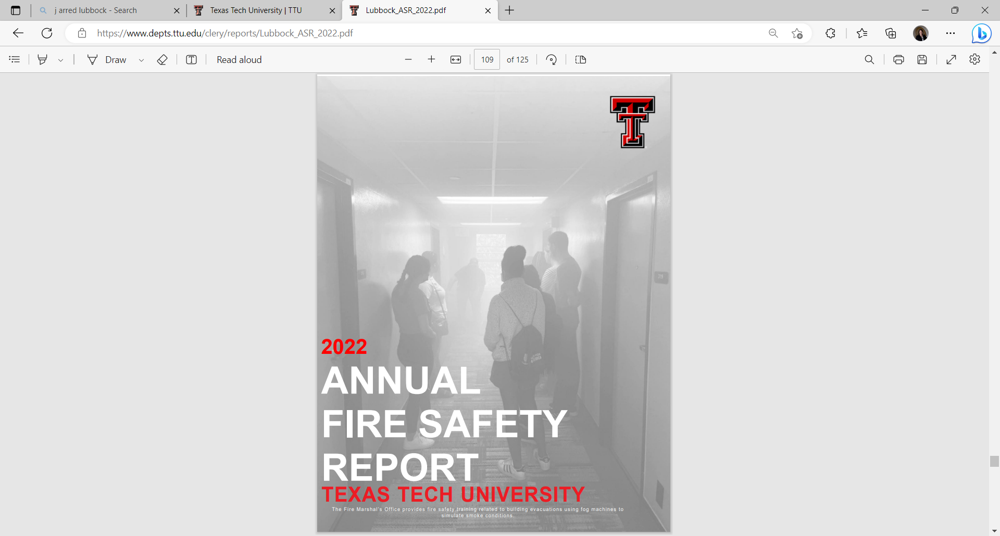 j arred lubbock - Search
Texas Tech University | TTU
Lubbock_ASR_2022.pdf
https://www.depts.ttu.edu/clery/reports/Lubbock_ASR_2022.pdf
Draw
Read aloud
109 of 125
2022
ANNUAL
FIRE SAFETY
REPORT
TEXAS TECH UNIVERSITY
The Fire Marshal's Office provides fire safety training related to building evacuations using fog machines to
simulate smoke conditions.